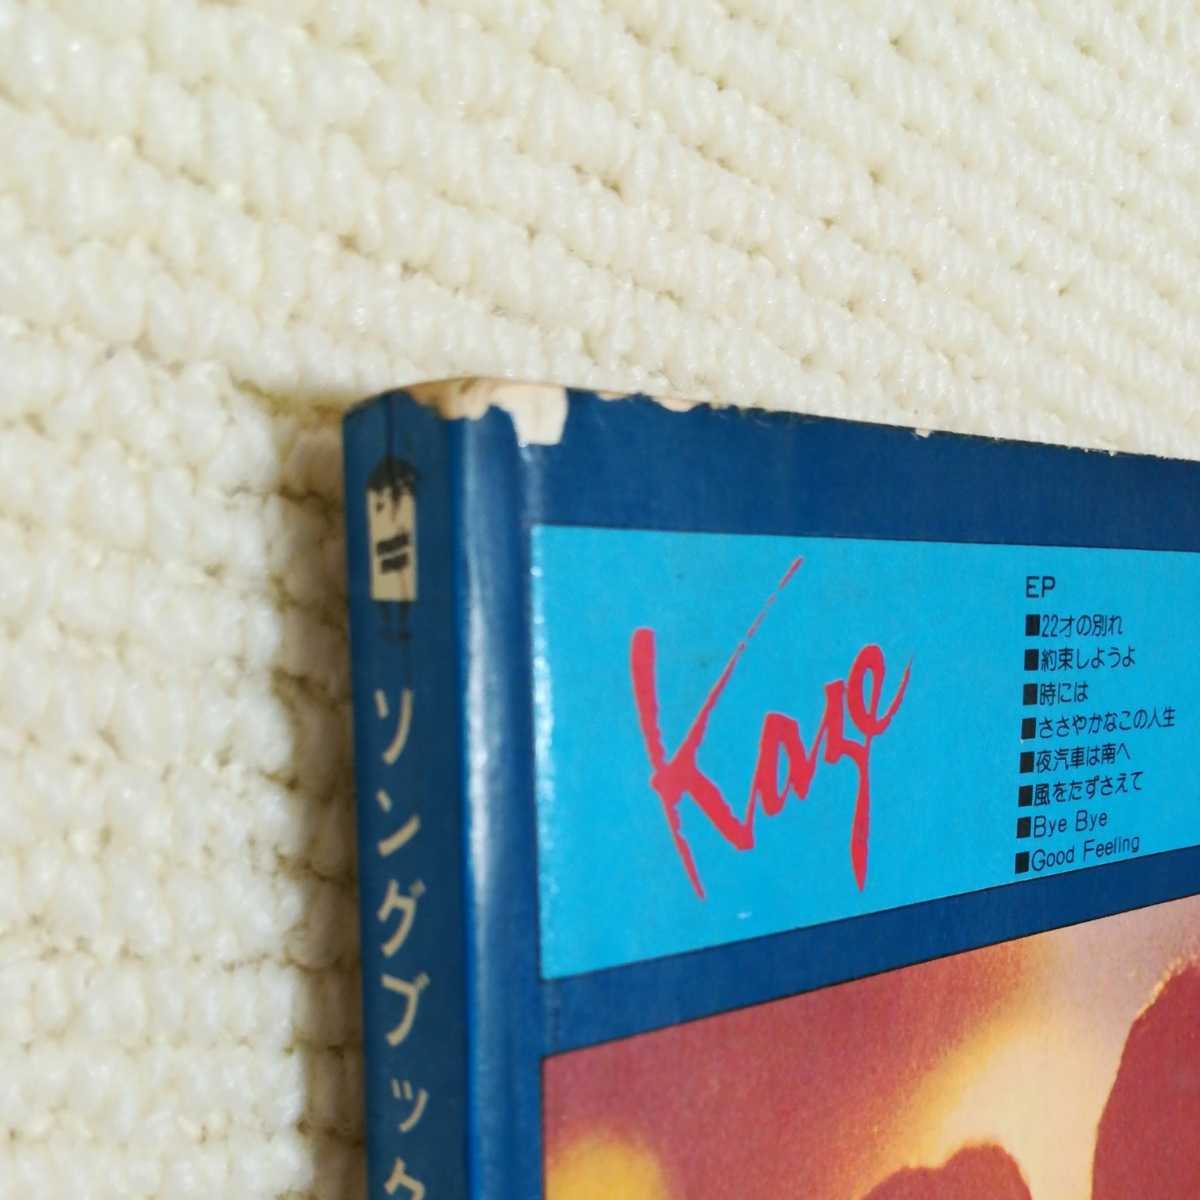 ソングブック
Kaze
EP
■22才の別れ
■約束しようよ
■時には
■ささやかなこの人生
■夜汽車は南へ
■風をたずさえて
■Bye Bye
■Good Feeling